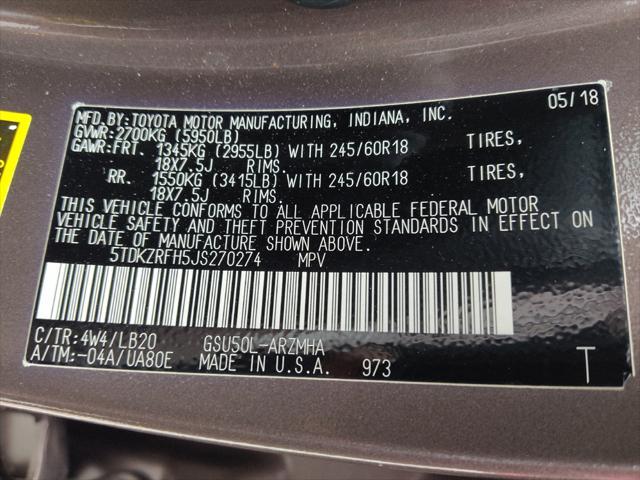 MFD.BY:TOYOTA MOTOR MANUFACTURING, INDIANA, INC. 05/18
GVWR:2700KG (5950LB)
GAWR:FRT. 1345KG (2955LB) WITH 245/60R18 TIRES,
18X7.5J RIMS.
RR. 1550KG (3415LB) WITH 245/60R18 TIRES,
18X7.5J RIMS.
THIS VEHICLE CONFORMS TO ALL APPLICABLE FEDERAL MOTOR
VEHICLE SAFETY AND THEFT PREVENTION STANDARDS IN EFFECT ON
THE DATE OF MANUFACTURE SHOWN ABOVE.
5TDKZRFH5JS270274 MPV
C/TR:4W4/LB20 GSU50L-ARZMHA
A/TM:-04A/UA80E MADE IN U.S.A. 973 T